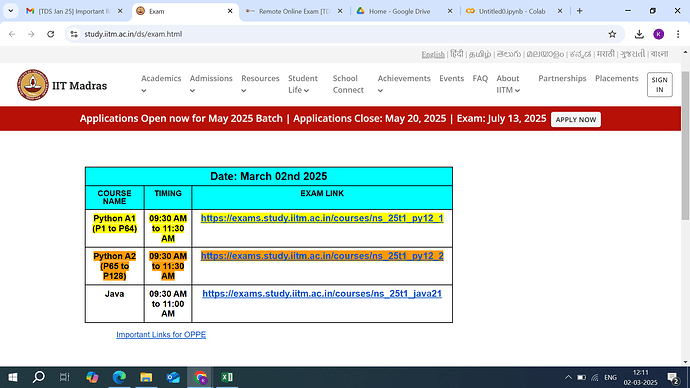 [TDS Jan 25] Important R
Exam
Remote Online Exam [TD
Home - Google Drive
Untitled0.ipynb - Colab
study.iitm.ac.in/ds/exam.html
K
English | हिंदी | தமிழ் | తెలుగు | മലയാളം | ಕನ್ನಡ | मराठी | ગુજરાતી | বাংলা
IIT Madras
Academics
Admissions
Resources
Student Life
School Connect
Achievements
Events
FAQ
About IITM
Partnerships
Placements
SIGN IN
Applications Open now for May 2025 Batch | Applications Close: May 20, 2025 | Exam: July 13, 2025 APPLY NOW
Date: March 02nd 2025
COURSE NAME TIMING EXAM LINK
Python A1 (P1 to P64) 09:30 AM to 11:30 AM https://exams.study.iitm.ac.in/courses/ns_25t1_py12_1
Python A2 (P65 to P128) 09:30 AM to 11:30 AM https://exams.study.iitm.ac.in/courses/ns_25t1_py12_2
Java 09:30 AM to 11:00 AM https://exams.study.iitm.ac.in/courses/ns_25t1_java21
Important Links for OPPE
ENG
12:11
02-03-2025
2